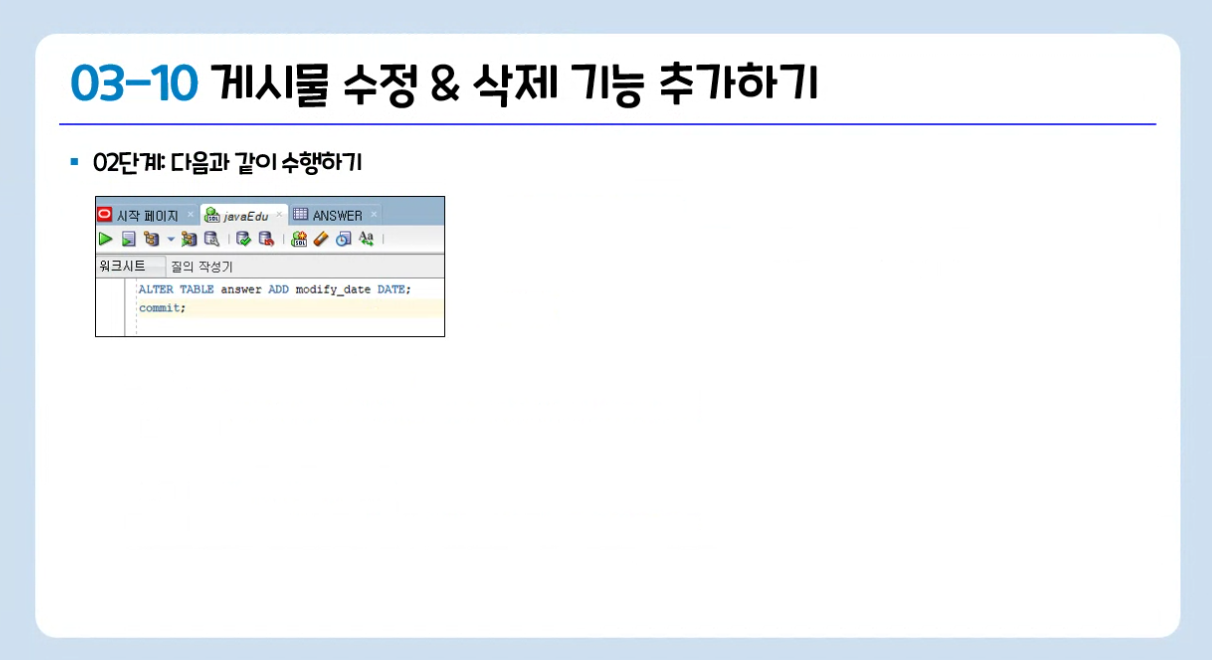 03-10 게시물 수정 & 삭제 기능 추가하기
02단계: 다음과 같이 수행하기
시작 페이지 javaEdu ANSWER
워크시트 질의 작성기
ALTER TABLE answer ADD modify_date DATE;
commit;